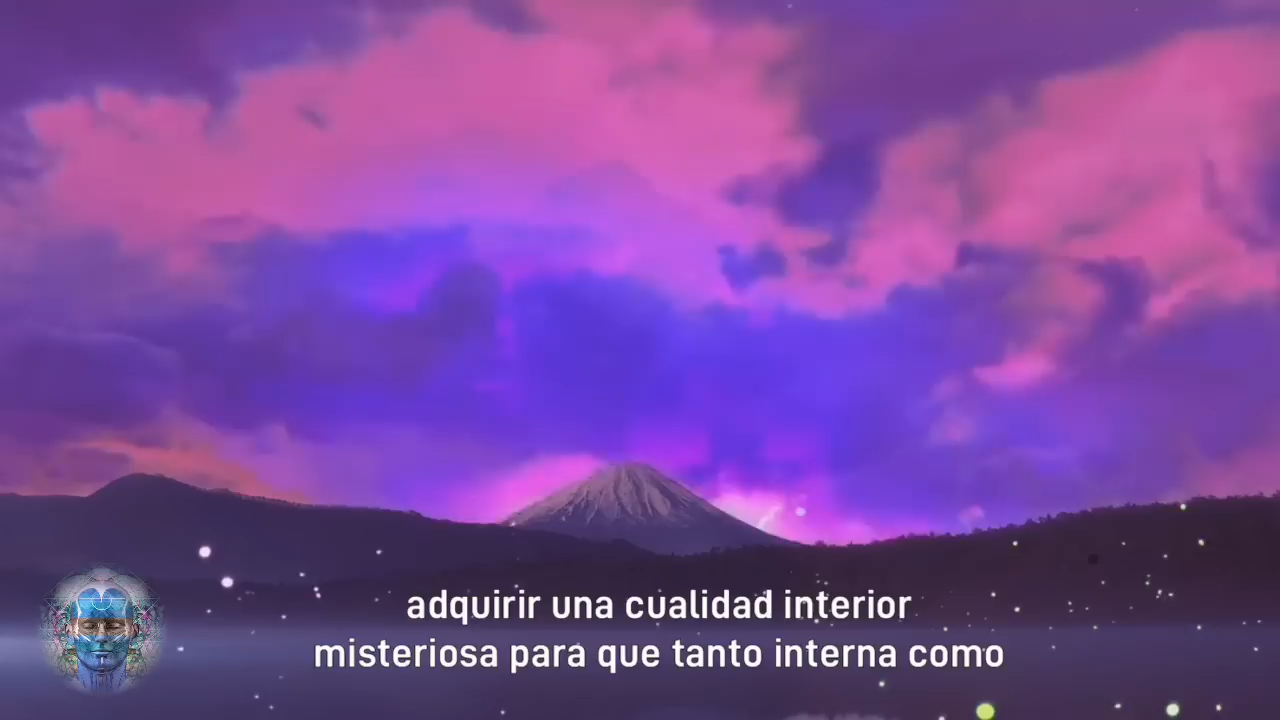 adquirir una cualidad interior
misteriosa para que tanto interna como